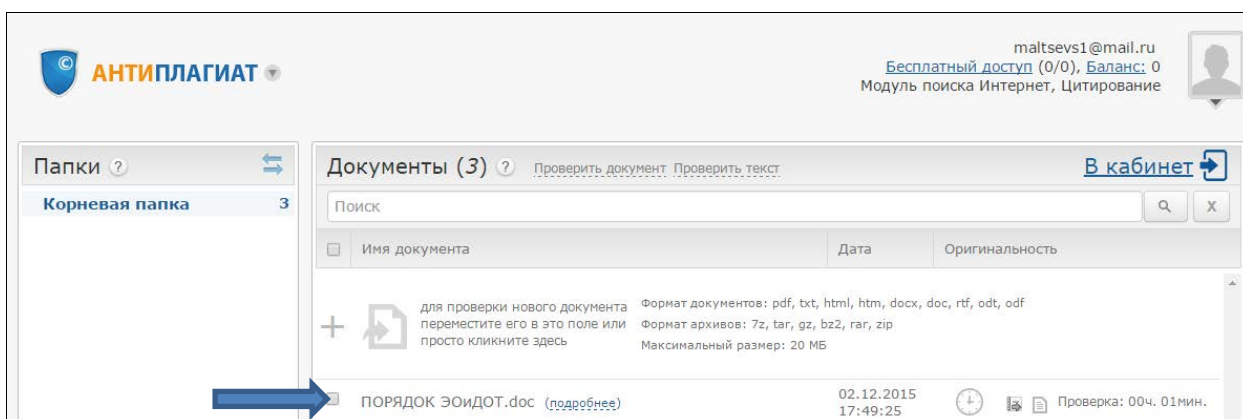 maltsevs1@mail.ru
Бесплатный доступ (0/0), Баланс: 0
Модуль поиска Интернет, Цитирование
© АНТИПЛАГИАТ
Папки ?
Корневая папка 3
Документы (3) ? Проверить документ Проверить текст В кабинет
Поиск X
Имя документа Дата Оригинальность
для проверки нового документа
переместите его в это поле или
просто кликните здесь
Формат документов: pdf, txt, html, htm, docx, doc, rtf, odt, odf
Формат архивов: 7z, tar, gz, bz2, rar, zip
Максимальный размер: 20 МБ
ПОРЯДОК ЭОиДОТ.doc (подробнее)
02.12.2015
17:49:25
Проверка: 00ч. 01мин.